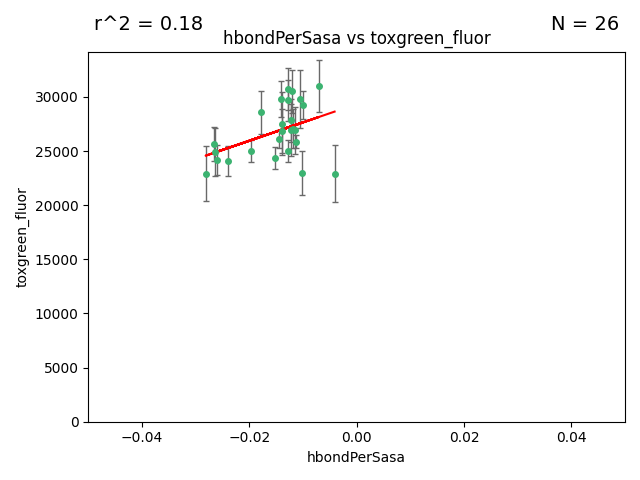 r^2 = 0.18
N = 26
hbondPerSasa vs toxgreen_fluor
30000
25000
20000
15000
10000
5000
0
toxgreen_fluor
−0.04
−0.02
0.00
0.02
0.04
hbondPerSasa